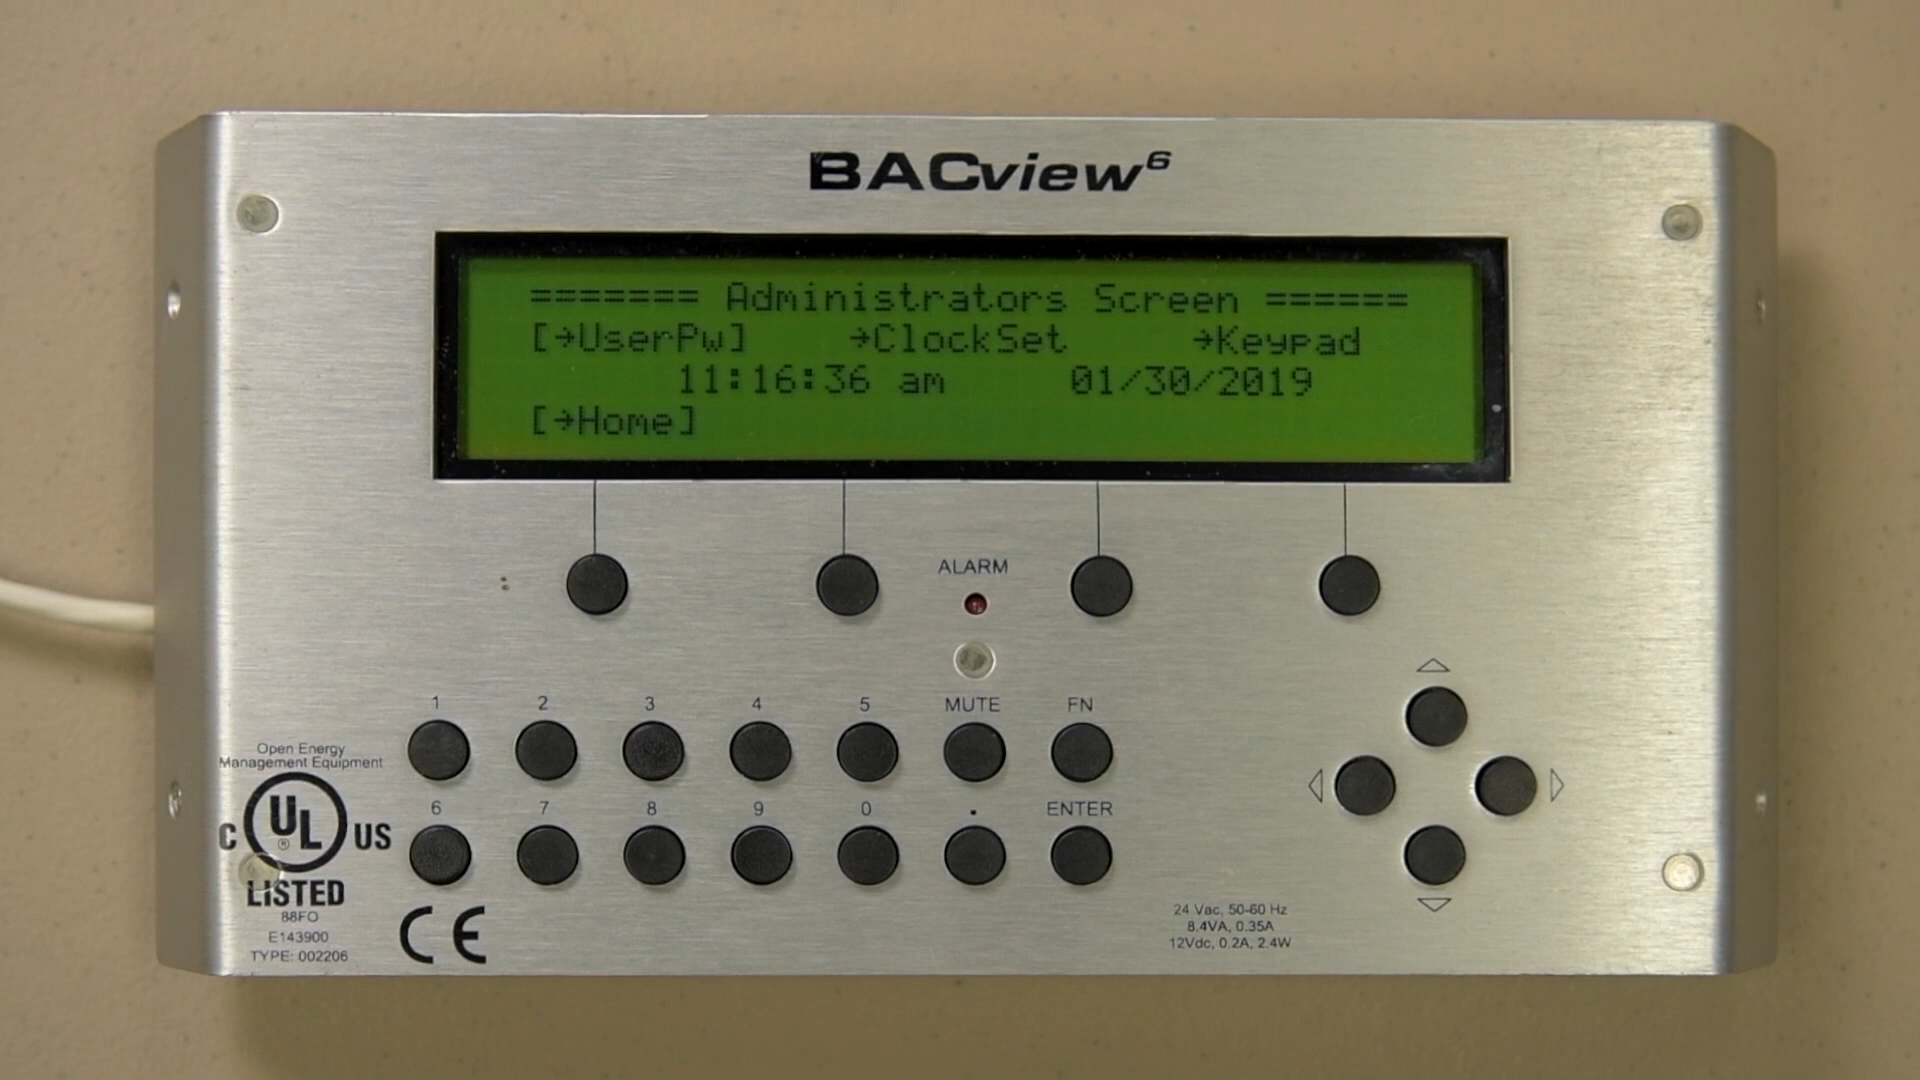 BACview⁶
======= Administrators Screen ======
[→UserPw] →ClockSet →Keypad
11:16:36 am 01/30/2019
[→Home]
ALARM
1 2 3 4 5 MUTE FN
6 7 8 9 0 . ENTER
Open Energy
Management Equipment
C UL ® US
LISTED
88FO
E143900
TYPE: 002206
CE
24 Vac, 50-60 Hz
8.4VA, 0.35A
12Vdc, 0.2A, 2.4W